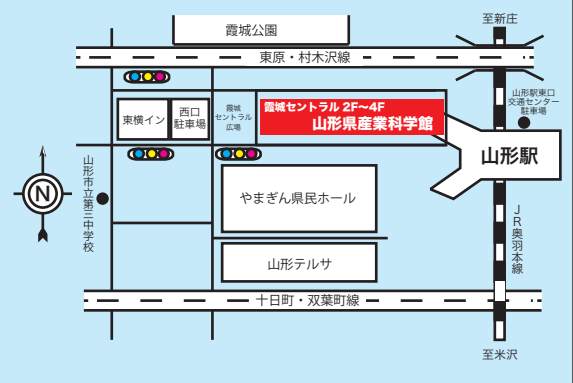 至新庄
霞城公園
東原・村木沢線
山形駅東口
交通センター
駐車場
東横イン
西口
駐車場
霞城
セントラル
広場
霞城セントラル 2F〜4F
山形県産業科学館
山形駅
山形市立第三中学校
N
やまぎん県民ホール
JR奥羽本線
山形テルサ
十日町・双葉町線
至米沢